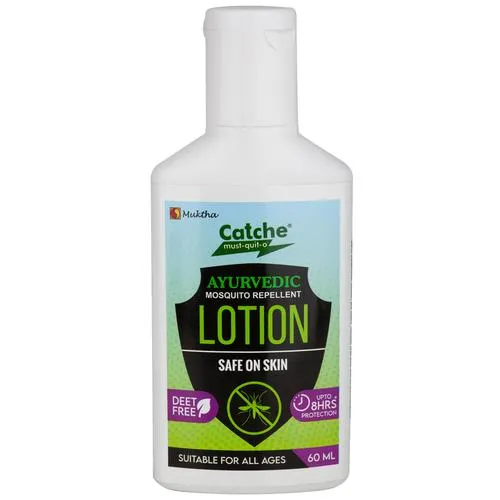 Muktha
Catche®
must-quit-o
AYURVEDIC
MOSQUITO REPELLENT
LOTION
SAFE ON SKIN
DEET
FREE
UPTO
8HRS*
PROTECTION
SUITABLE FOR ALL AGES
60 ML